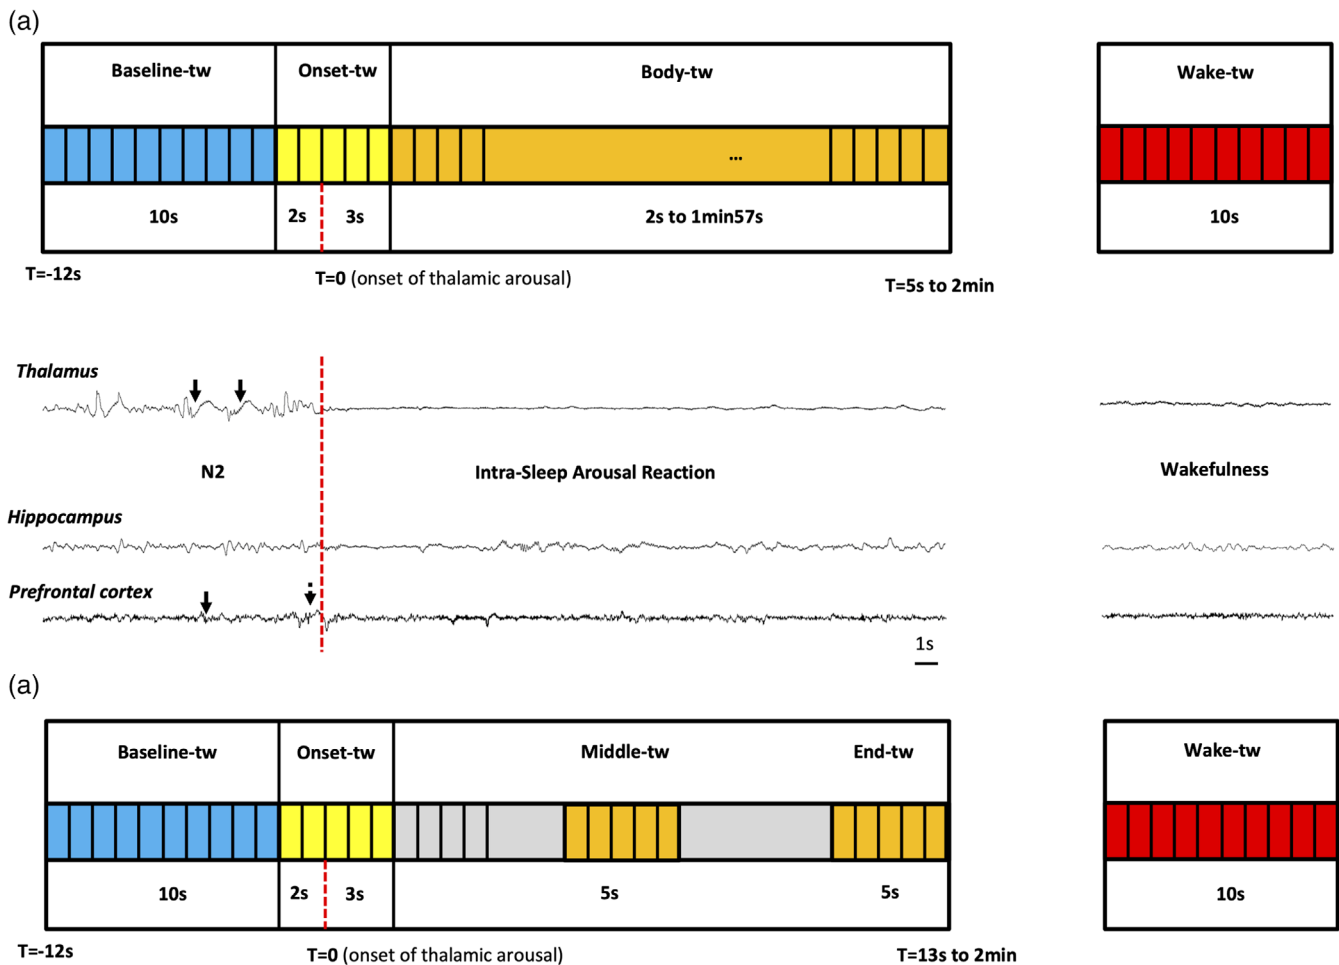 (a)
Baseline-tw Onset-tw Body-tw Wake-tw
...
10s 2s 3s 2s to 1min57s 10s
T=-12s T=0 (onset of thalamic arousal) T=5s to 2min
Thalamus
N2 Intra-Sleep Arousal Reaction Wakefulness
Hippocampus
Prefrontal cortex
1s
(a)
Baseline-tw Onset-tw Middle-tw End-tw Wake-tw
10s 2s 3s 5s 5s 10s
T=-12s T=0 (onset of thalamic arousal) T=13s to 2min